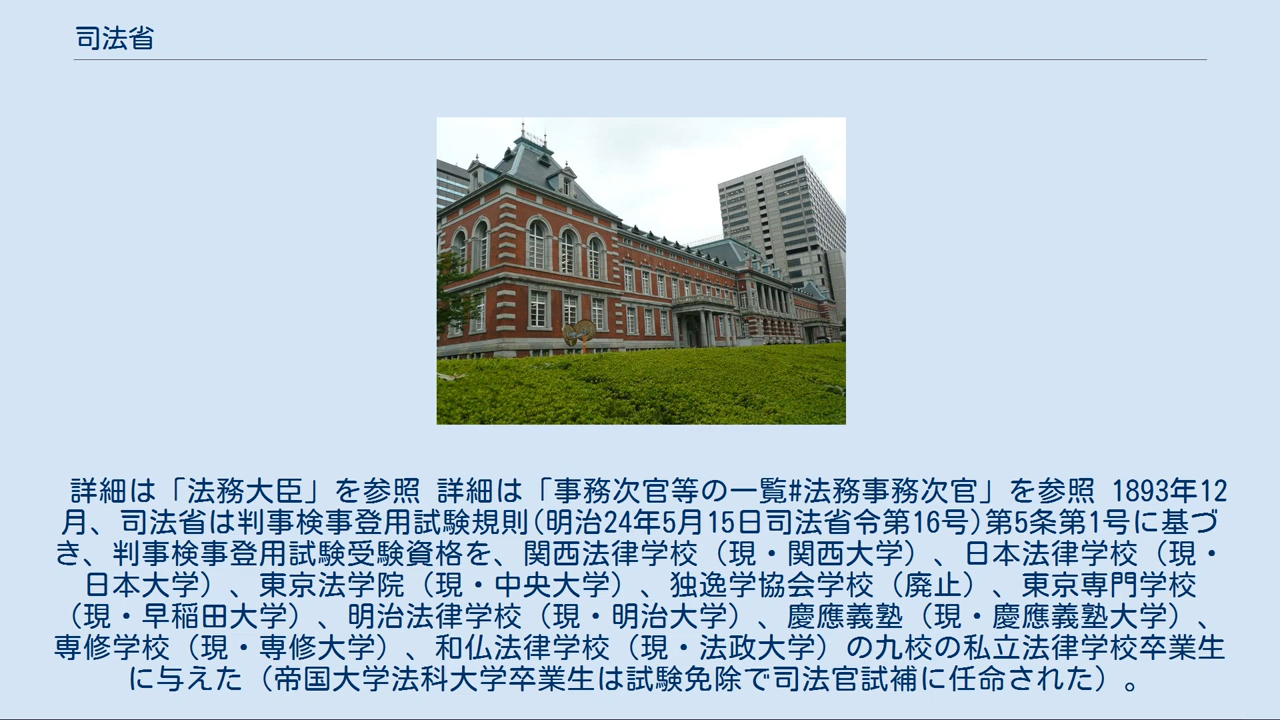 司法省
詳細は「法務大臣」を参照 詳細は「事務次官等の一覧#法務事務次官」を参照 1893年12
月、司法省は判事検事登用試験規則(明治24年5月15日司法省令第16号)第5条第1号に基づ
き、判事検事登用試験受験資格を、関西法律学校（現・関西大学）、日本法律学校（現・
日本大学）、東京法学院（現・中央大学）、独逸学協会学校（廃止）、東京専門学校
（現・早稲田大学）、明治法律学校（現・明治大学）、慶應義塾（現・慶應義塾大学）、
専修学校（現・専修大学）、和仏法律学校（現・法政大学）の九校の私立法律学校卒業生
に与えた（帝国大学法科大学卒業生は試験免除で司法官試補に任命された）。